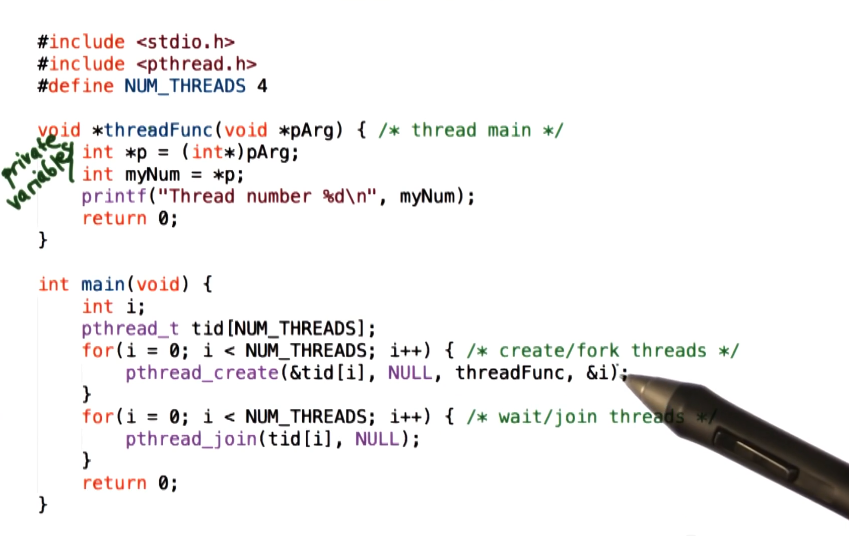 #include <stdio.h>
#include <pthread.h>
#define NUM_THREADS 4
void *threadFunc(void *pArg) { /* thread main */
private
variables
int *p = (int*)pArg;
int myNum = *p;
printf("Thread number %d\n", myNum);
return 0;
}
int main(void) {
int i;
pthread_t tid[NUM_THREADS];
for(i = 0; i < NUM_THREADS; i++) { /* create/fork threads */
pthread_create(&tid[i], NULL, threadFunc, &i);
}
for(i = 0; i < NUM_THREADS; i++) { /* wait/join threads */
pthread_join(tid[i], NULL);
}
return 0;
}